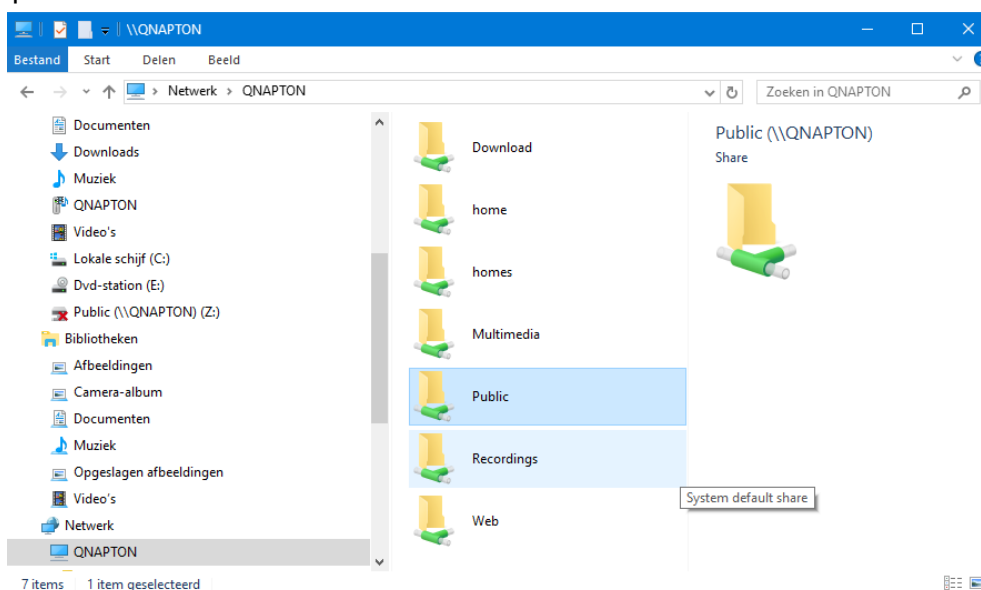 \\QNAPTON
Bestand Start Delen Beeld
Netwerk > QNAPTON
Zoeken in QNAPTON
Documenten
Downloads
Muziek
QNAPTON
Video's
Lokale schijf (C:)
Dvd-station (E:)
Public (\\QNAPTON) (Z:)
Bibliotheken
Afbeeldingen
Camera-album
Documenten
Muziek
Opgeslagen afbeeldingen
Video's
Netwerk
QNAPTON
Download
home
homes
Multimedia
Public
Recordings
Web
Public (\\QNAPTON)
Share
System default share
7 items 1 item geselecteerd